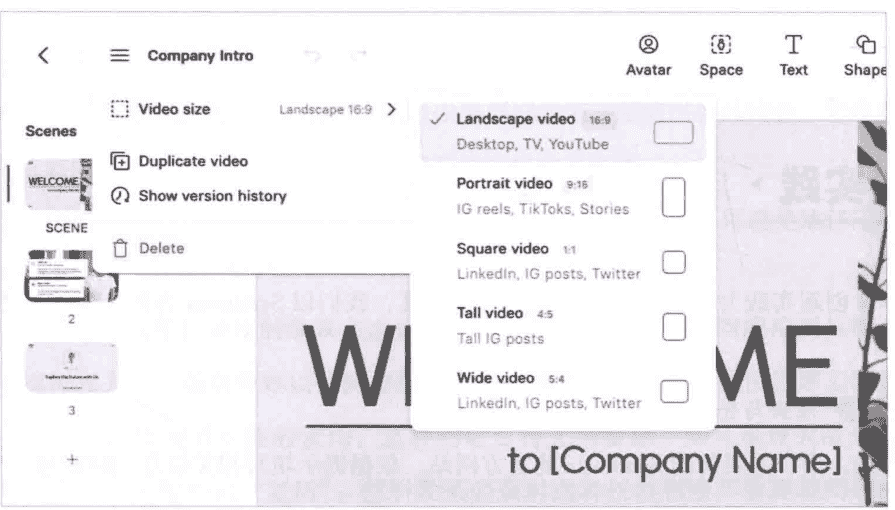 Company Intro
Avatar
Space
Text
Shape
Video size
Landscape 16:9
Duplicate video
Show version history
Delete
Landscape video 16:9
Desktop, TV, YouTube
Portrait video 9:16
IG reels, TikToks, Stories
Square video 1:1
LinkedIn, IG posts, Twitter
Tall video 4:5
Tall IG posts
Wide video 5:4
LinkedIn, IG posts, Twitter
Scenes
WELCOME
SCENE
2
3
to [Company Name]